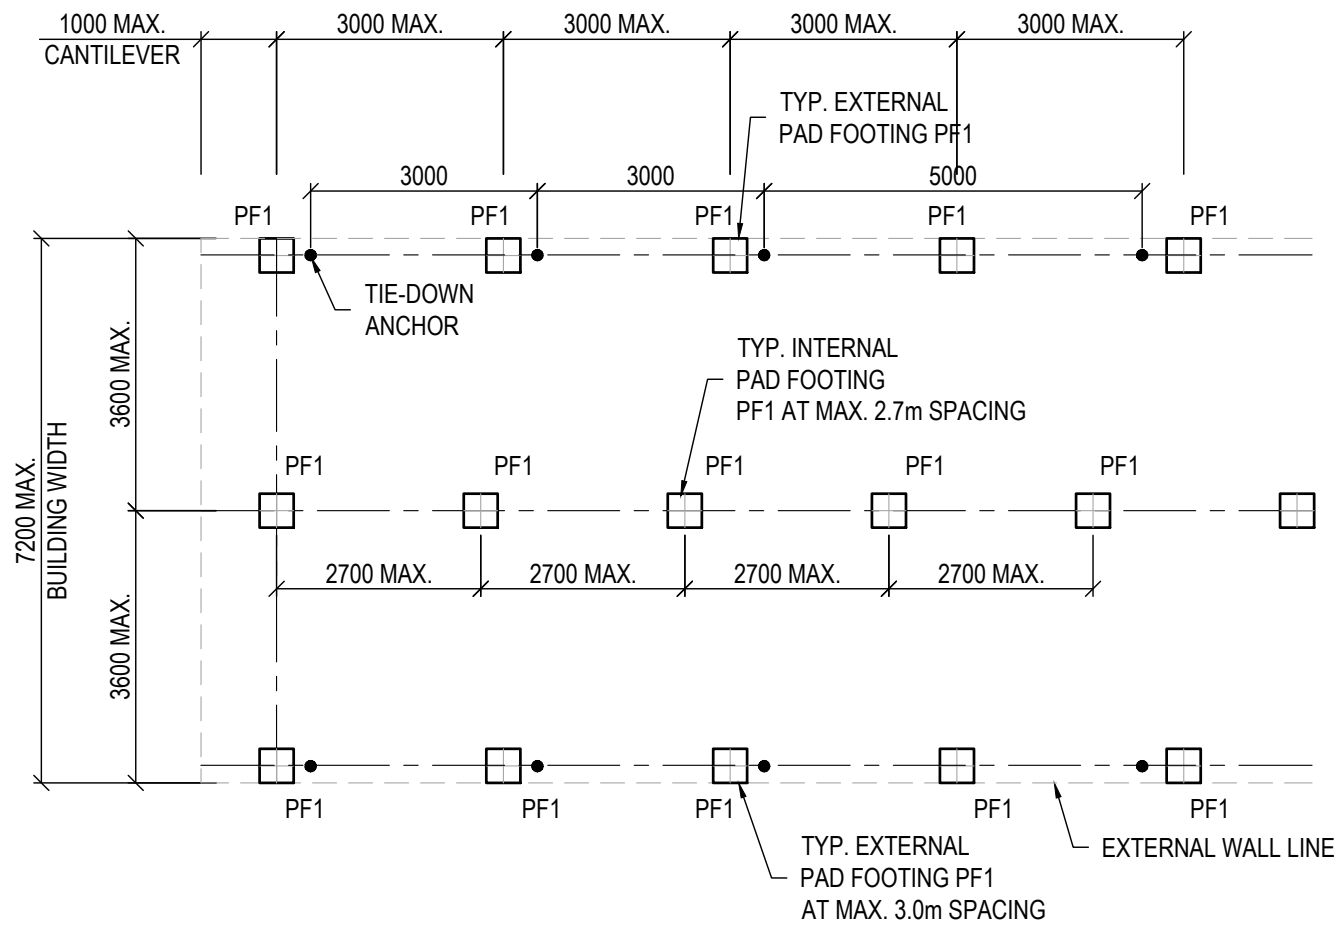 1000 MAX.
CANTILEVER
3000 MAX.
3000 MAX.
3000 MAX.
3000 MAX.
TYP. EXTERNAL
PAD FOOTING PF1
3000
3000
5000
PF1
PF1
PF1
PF1
PF1
TIE-DOWN
ANCHOR
3600 MAX.
7200 MAX.
BUILDING WIDTH
TYP. INTERNAL
PAD FOOTING
PF1 AT MAX. 2.7m SPACING
PF1
PF1
PF1
PF1
PF1
2700 MAX.
2700 MAX.
2700 MAX.
2700 MAX.
3600 MAX.
PF1
PF1
PF1
PF1
PF1
TYP. EXTERNAL
PAD FOOTING PF1
AT MAX. 3.0m SPACING
EXTERNAL WALL LINE